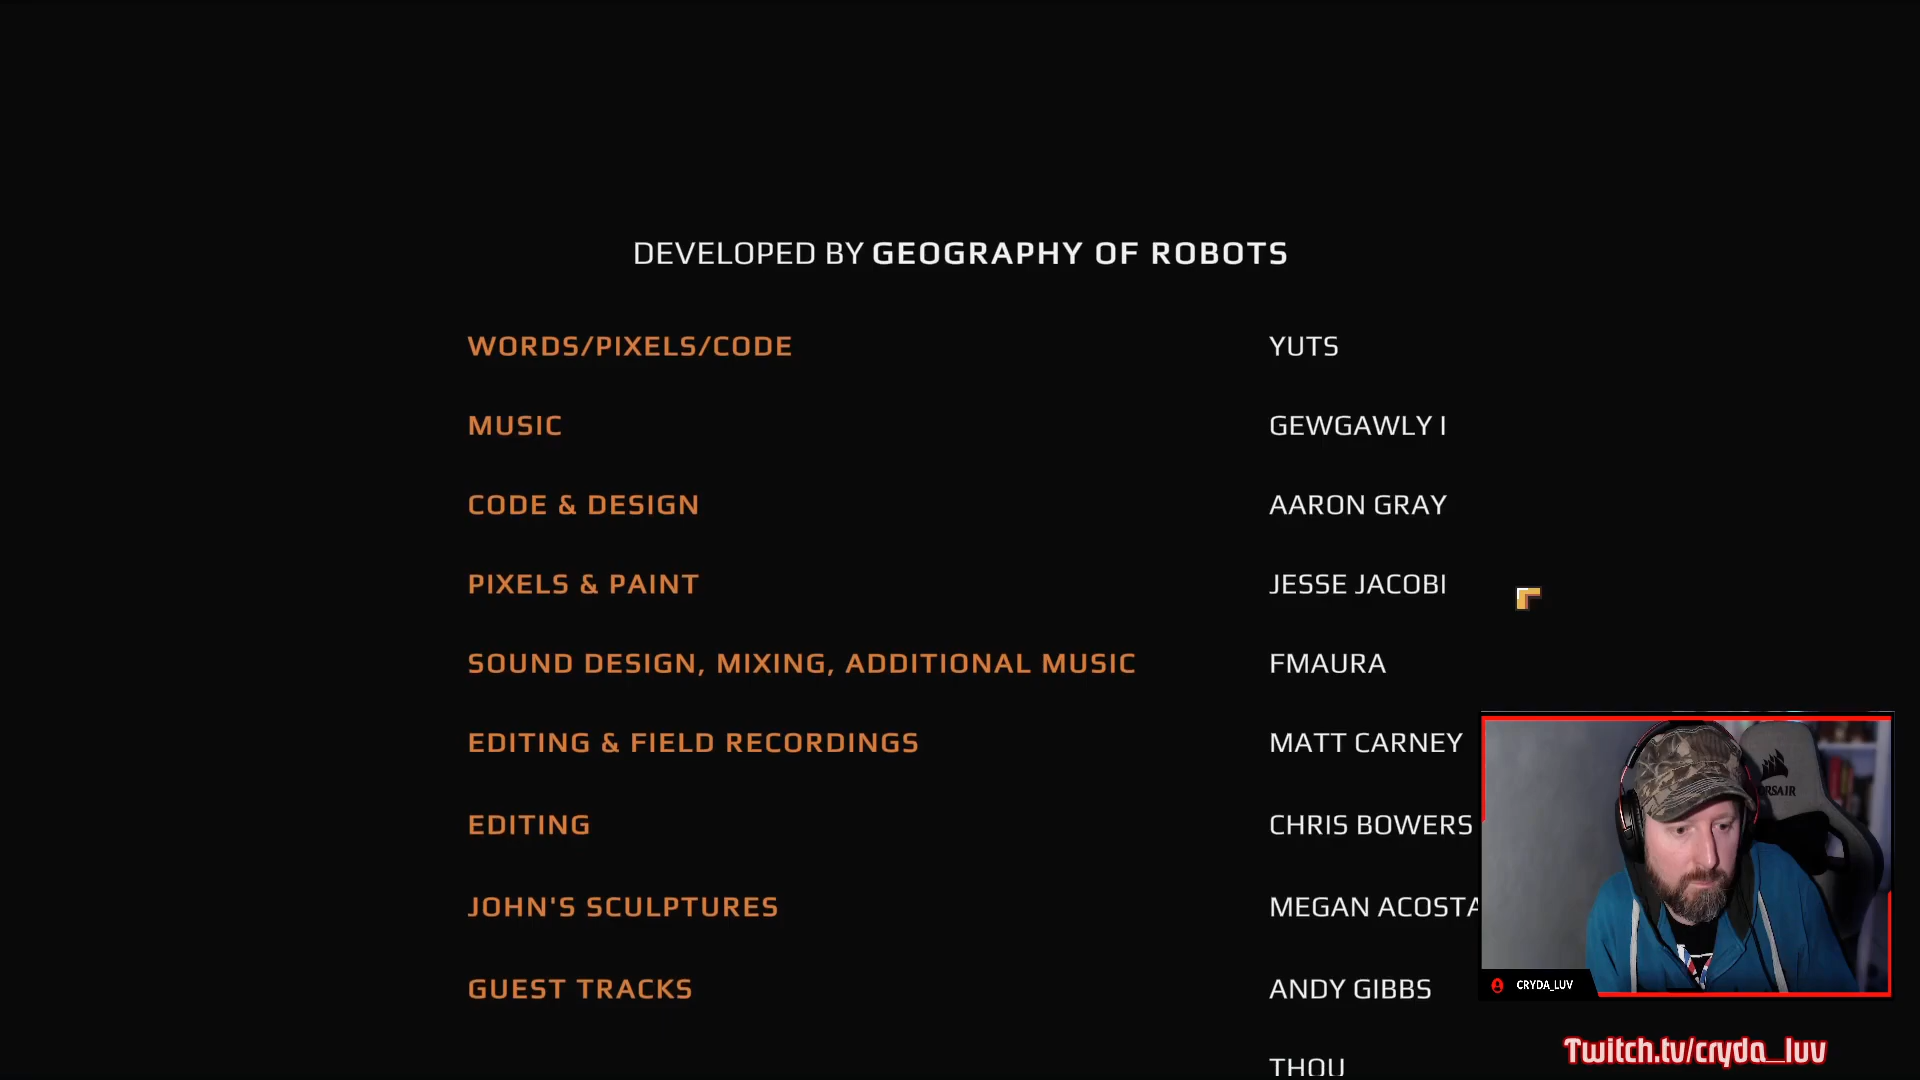 DEVELOPED BY GEOGRAPHY OF ROBOTS
WORDS/PIXELS/CODE YUTS
MUSIC GEWGAWLY I
CODE & DESIGN AARON GRAY
PIXELS & PAINT JESSE JACOBI
SOUND DESIGN, MIXING, ADDITIONAL MUSIC FMAURA
EDITING & FIELD RECORDINGS MATT CARNEY
EDITING CHRIS BOWERS
JOHN'S SCULPTURES MEGAN ACOSTA
GUEST TRACKS ANDY GIBBS
THOU
CRYDA_LUV
Twitch.tv/cryda_luv